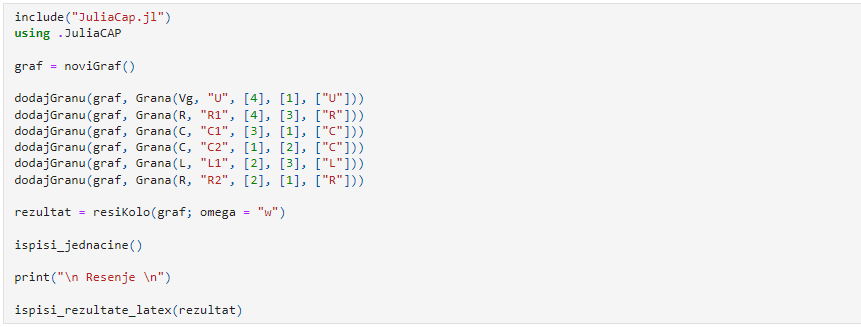 include("JuliaCap.jl")
using .JuliaCAP
graf = noviGraf()
dodajGranu(graf, Grana(Vg, "U", [4], [1], ["U"]))
dodajGranu(graf, Grana(R, "R1", [4], [3], ["R"]))
dodajGranu(graf, Grana(C, "C1", [3], [1], ["C"]))
dodajGranu(graf, Grana(C, "C2", [1], [2], ["C"]))
dodajGranu(graf, Grana(L, "L1", [2], [3], ["L"]))
dodajGranu(graf, Grana(R, "R2", [2], [1], ["R"]))
rezultat = resiKolo(graf; omega = "w")
ispisi_jednacine()
print("\n Resenje \n")
ispisi_rezultate_latex(rezultat)